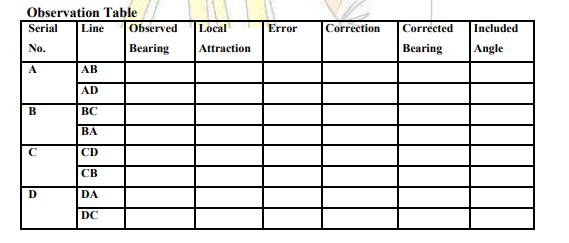 Observation Table
Serial No. Line Observed Bearing Local Attraction Error Correction Corrected Bearing Included Angle
A AB
AD
B BC
BA
C CD
CB
D DA
DC